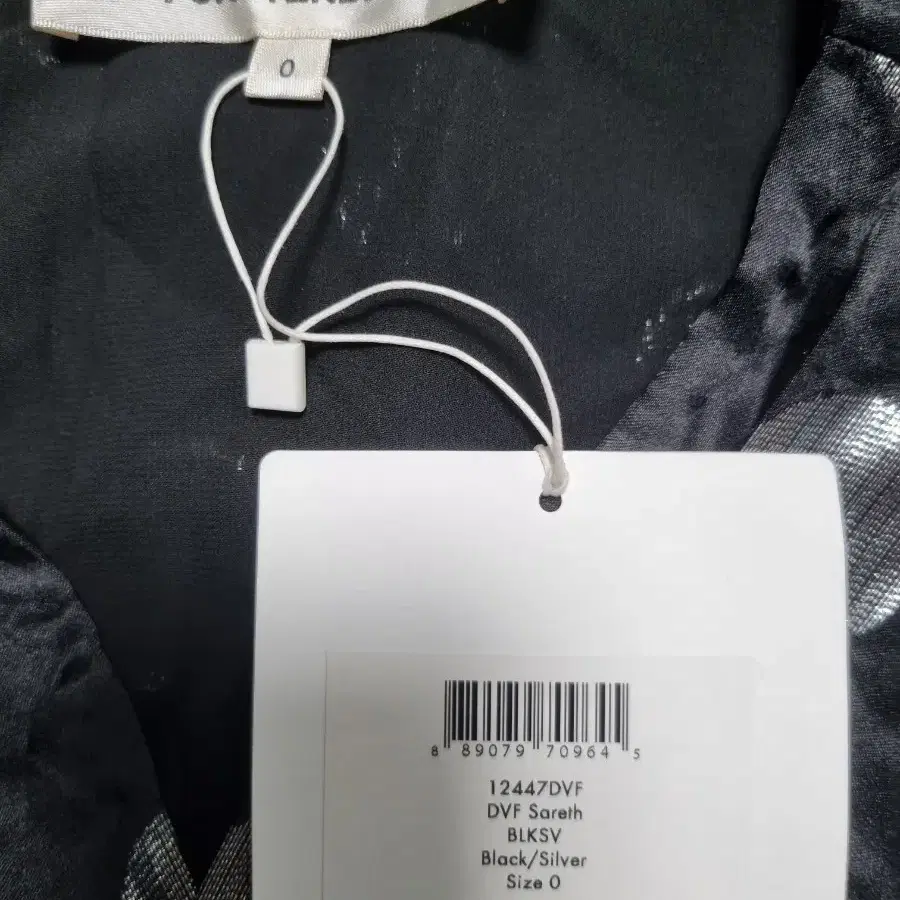 0
8 89079 70964 5
12447DVF
DVF Sareth
BLKSV
Black/Silver
Size 0